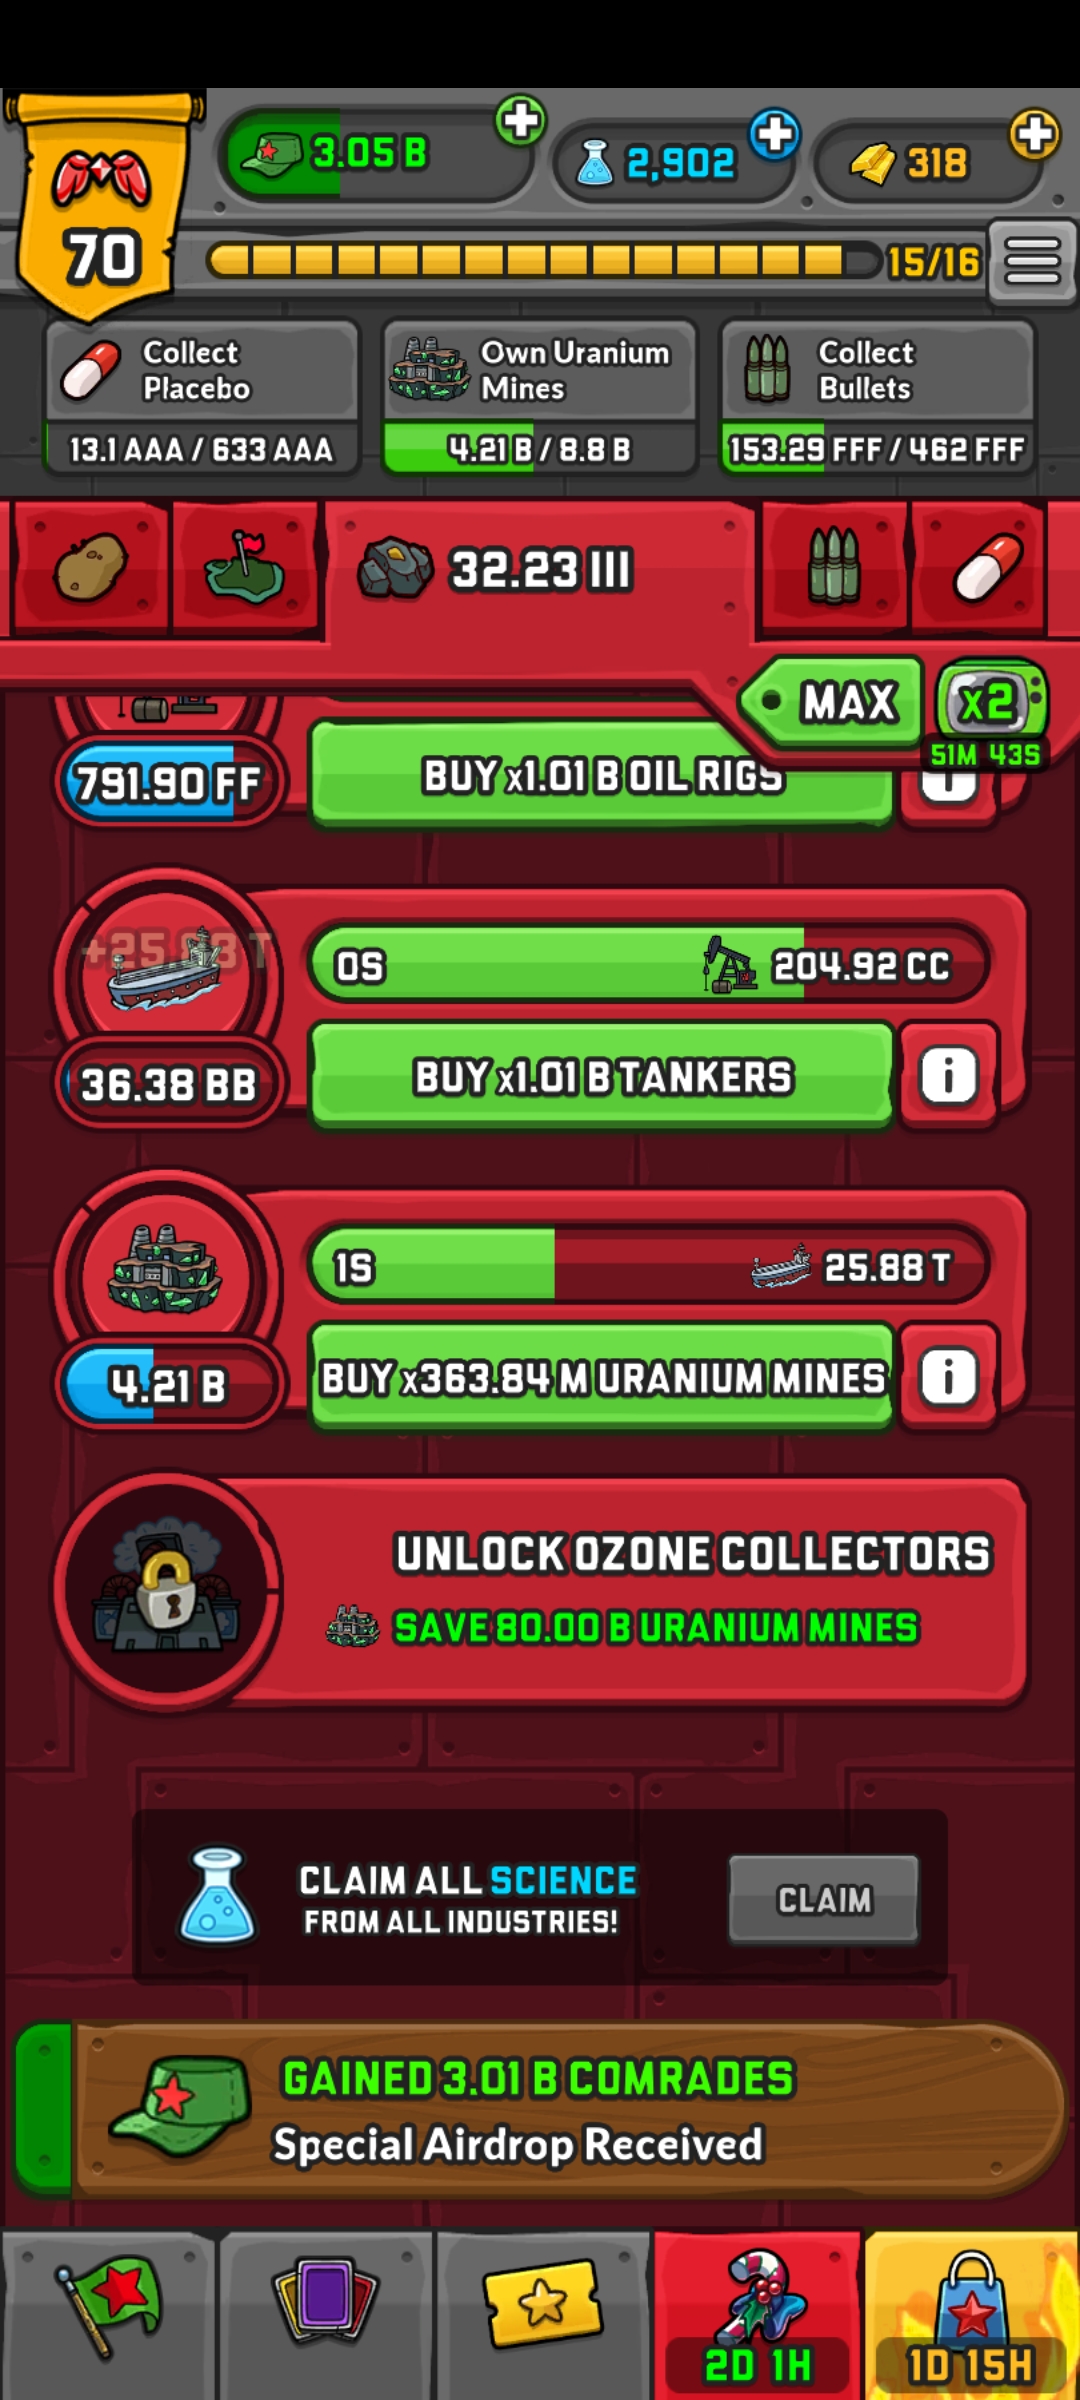 3.05 B
2,902
318
70
15/16
Collect
Placebo
13.1 AAA / 633 AAA
Own Uranium
Mines
4.21 B / 8.8 B
Collect
Bullets
153.29 FFF / 462 FFF
32.23 III
MAX
x2
51M 43S
791.90 FF
BUY x1.01 B OIL RIGS
+25.88 T
0S
204.92 CC
36.38 BB
BUY x1.01 B TANKERS
i
1S
25.88 T
4.21 B
BUY x363.84 M URANIUM MINES
i
UNLOCK OZONE COLLECTORS
SAVE 80.00 B URANIUM MINES
CLAIM ALL SCIENCE
FROM ALL INDUSTRIES!
CLAIM
GAINED 3.01 B COMRADES
Special Airdrop Received
2D 1H
1D 15H